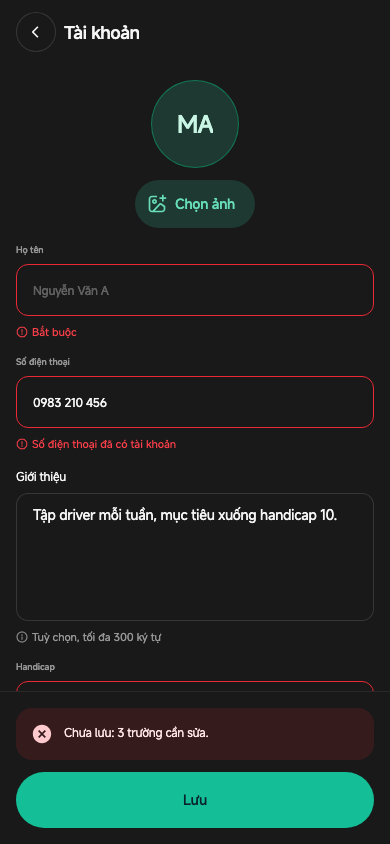 Tài khoản
MA
Chọn ảnh
Họ tên
Nguyễn Văn A
Bắt buộc
Số điện thoại
0983 210 456
Số điện thoại đã có tài khoản
Giới thiệu
Tập driver mỗi tuần, mục tiêu xuống handicap 10.
Tuỳ chọn, tối đa 300 ký tự
Handicap
Chưa lưu: 3 trường cần sửa.
Lưu